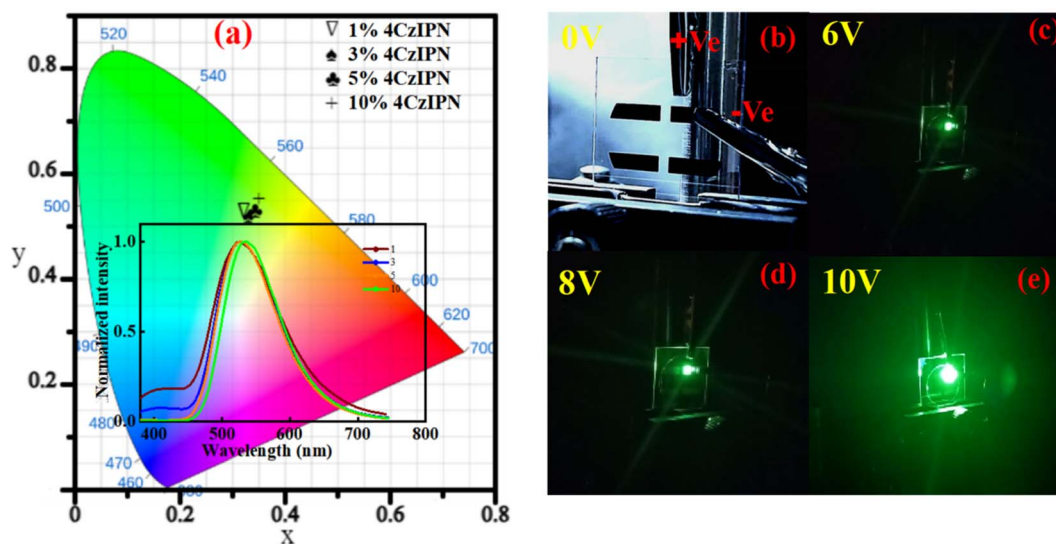 (a)
▽ 1% 4CzIPN
♠ 3% 4CzIPN
♣ 5% 4CzIPN
+ 10% 4CzIPN
520
540
560
500
580
600
620
700
490
480
470
460
380
y
0.8
0.6
0.4
0.2
0
0.2
0.4
0.6
0.8
x
Normalized intensity
1.0
0.5
0.0
400
500
600
700
800
Wavelength (nm)
1
3
5
10
0V
+Ve
(b)
-Ve
6V
(c)
8V
(d)
10V
(e)